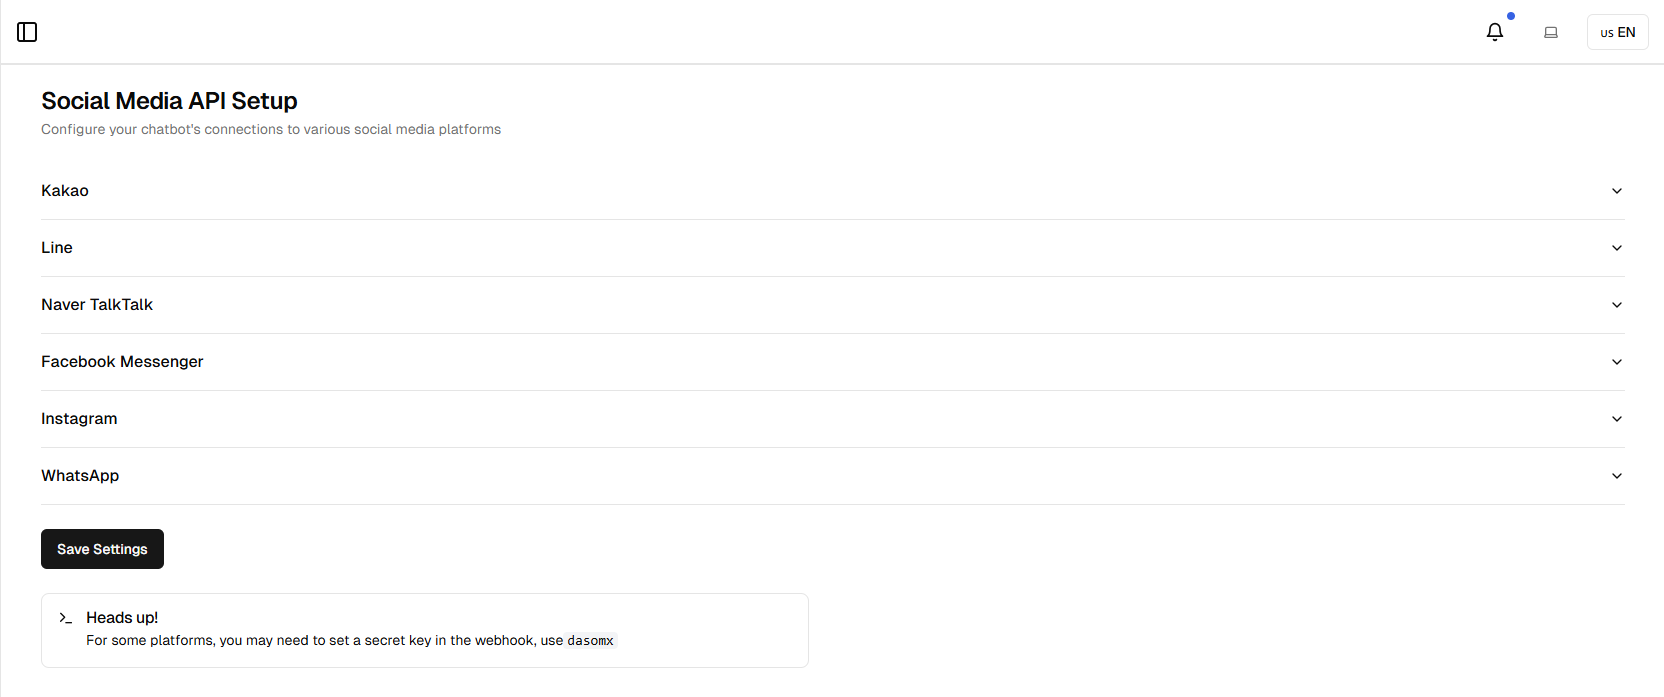 US EN
Social Media API Setup
Configure your chatbot's connections to various social media platforms
Kakao
Line
Naver TalkTalk
Facebook Messenger
Instagram
WhatsApp
Save Settings
Heads up!
For some platforms, you may need to set a secret key in the webhook, use dasomx